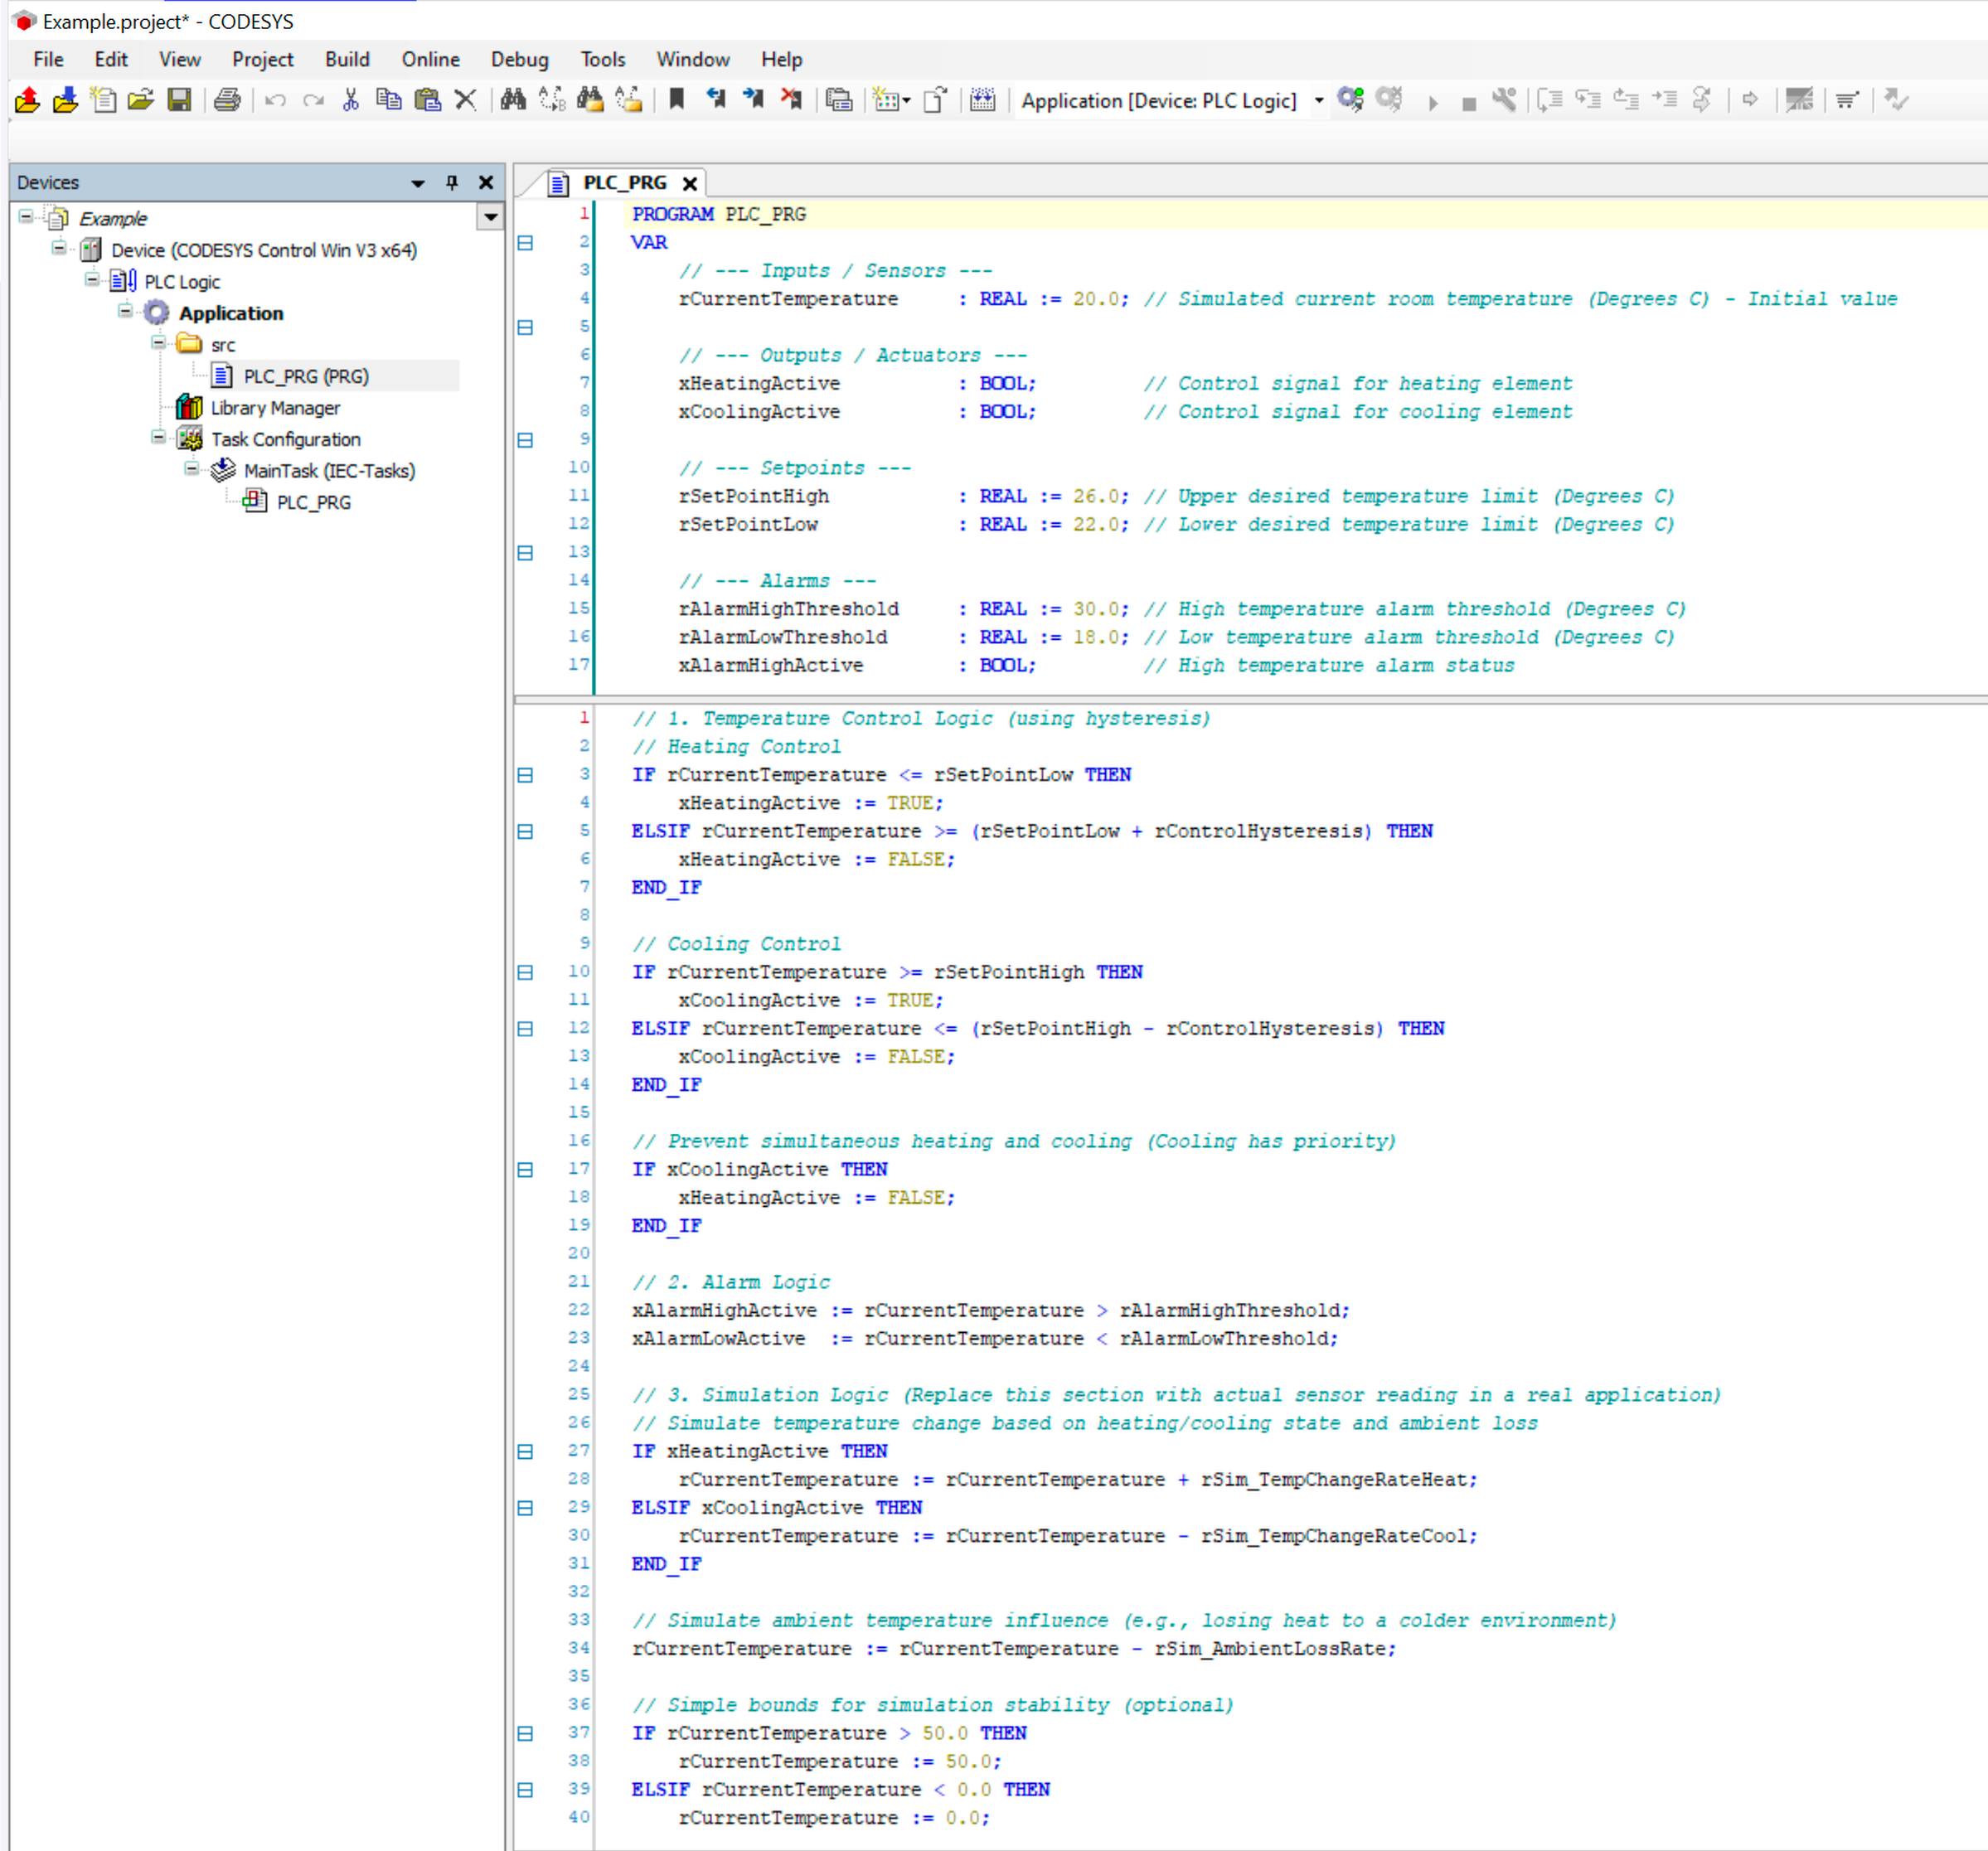 Example.project* - CODESYS
File Edit View Project Build Online Debug Tools Window Help
Application [Device: PLC Logic]
Devices
Example
Device (CODESYS Control Win V3 x64)
PLC Logic
Application
src
PLC_PRG (PRG)
Library Manager
Task Configuration
MainTask (IEC-Tasks)
PLC_PRG
PLC_PRG
1 PROGRAM PLC_PRG
2 VAR
3 // --- Inputs / Sensors ---
4 rCurrentTemperature : REAL := 20.0; // Simulated current room temperature (Degrees C) - Initial value
5
6 // --- Outputs / Actuators ---
7 xHeatingActive : BOOL; // Control signal for heating element
8 xCoolingActive : BOOL; // Control signal for cooling element
9
10 // --- Setpoints ---
11 rSetPointHigh : REAL := 26.0; // Upper desired temperature limit (Degrees C)
12 rSetPointLow : REAL := 22.0; // Lower desired temperature limit (Degrees C)
13
14 // --- Alarms ---
15 rAlarmHighThreshold : REAL := 30.0; // High temperature alarm threshold (Degrees C)
16 rAlarmLowThreshold : REAL := 18.0; // Low temperature alarm threshold (Degrees C)
17 xAlarmHighActive : BOOL; // High temperature alarm status
1 // 1. Temperature Control Logic (using hysteresis)
2 // Heating Control
3 IF rCurrentTemperature <= rSetPointLow THEN
4 xHeatingActive := TRUE;
5 ELSIF rCurrentTemperature >= (rSetPointLow + rControlHysteresis) THEN
6 xHeatingActive := FALSE;
7 END_IF
8
9 // Cooling Control
10 IF rCurrentTemperature >= rSetPointHigh THEN
11 xCoolingActive := TRUE;
12 ELSIF rCurrentTemperature <= (rSetPointHigh - rControlHysteresis) THEN
13 xCoolingActive := FALSE;
14 END_IF
15
16 // Prevent simultaneous heating and cooling (Cooling has priority)
17 IF xCoolingActive THEN
18 xHeatingActive := FALSE;
19 END_IF
20
21 // 2. Alarm Logic
22 xAlarmHighActive := rCurrentTemperature > rAlarmHighThreshold;
23 xAlarmLowActive := rCurrentTemperature < rAlarmLowThreshold;
24
25 // 3. Simulation Logic (Replace this section with actual sensor reading in a real application)
26 // Simulate temperature change based on heating/cooling state and ambient loss
27 IF xHeatingActive THEN
28 rCurrentTemperature := rCurrentTemperature + rSim_TempChangeRateHeat;
29 ELSIF xCoolingActive THEN
30 rCurrentTemperature := rCurrentTemperature - rSim_TempChangeRateCool;
31 END_IF
32
33 // Simulate ambient temperature influence (e.g., losing heat to a colder environment)
34 rCurrentTemperature := rCurrentTemperature - rSim_AmbientLossRate;
35
36 // Simple bounds for simulation stability (optional)
37 IF rCurrentTemperature > 50.0 THEN
38 rCurrentTemperature := 50.0;
39 ELSIF rCurrentTemperature < 0.0 THEN
40 rCurrentTemperature := 0.0;